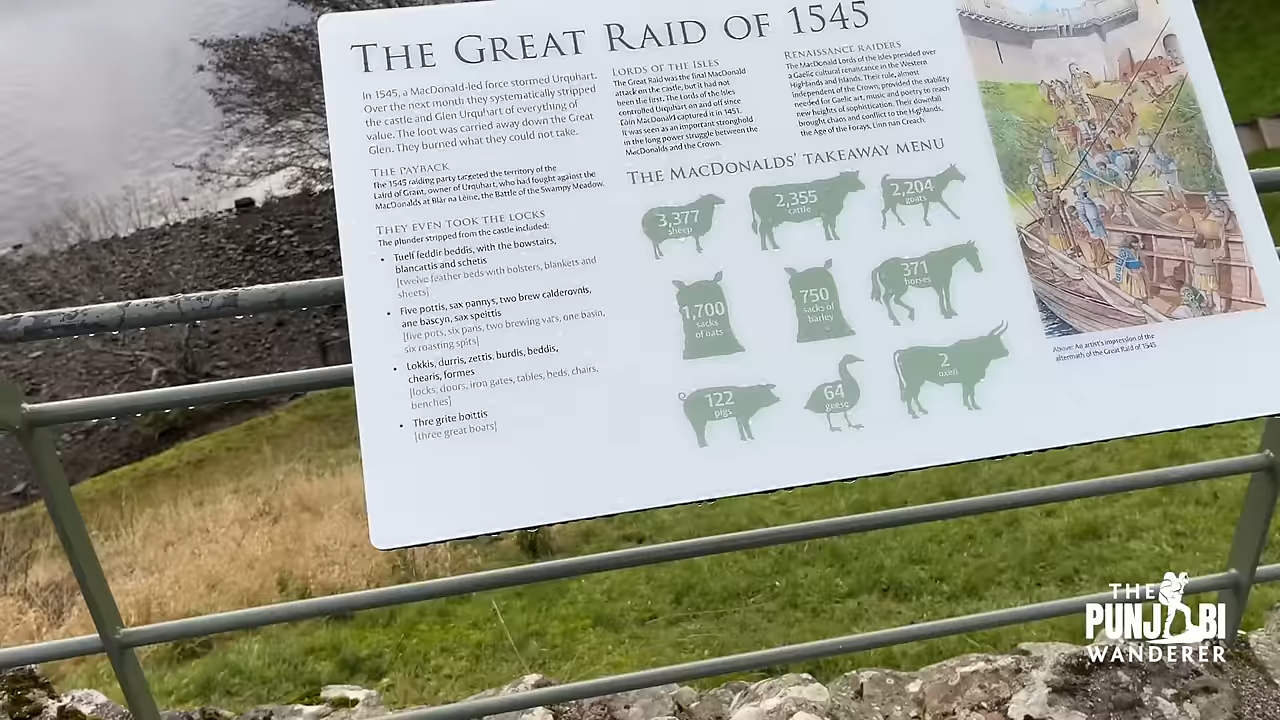 THE GREAT RAID OF 1545
In 1545, a MacDonald-led force stormed Urquhart.
Over the next month they systematically stripped
the castle and Glen Urquhart of everything of
value. The loot was carried away down the Great
Glen. They burned what they could not take.
THE PAYBACK
The 1545 raiding party targeted the territory of the
Laird of Grant, owner of Urquhart, who had fought against the
MacDonalds at Blàr na Léine, the Battle of the Swampy Meadow.
THEY EVEN TOOK THE LOCKS
The plunder stripped from the castle included:
• Tuelf feddir beddis, with the bowstairs,
blancattis and schetis
[twelve feather beds with bolsters, blankets and
sheets]
• Five pottis, sax pannys, two brew calderovnis,
ane bascyn, sax speittis
[five pots, six pans, two brewing vats, one basin,
six roasting spits]
• Lokkis, durris, zettis, burdis, beddis,
chearis, formes
[locks, doors, iron gates, tables, beds, chairs,
benches]
• Thre grite boittis
[three great boats]
LORDS OF THE ISLES
The Great Raid was the final MacDonald
attack on the castle, but it had not
been the first. The Lords of the Isles
controlled Urquhart on and off since
Eòin MacDonald captured it in 1451.
It was seen as an important stronghold
in the long power struggle between the
MacDonalds and the Crown.
RENAISSANCE RAIDERS
The MacDonald Lords of the Isles presided over
a Gaelic cultural renaissance in the Western
Highlands and Islands. Their rule, almost
independent of the Crown, provided the stability
needed for Gaelic art, music and poetry to reach
new heights of sophistication. Their downfall
brought chaos and conflict to the Highlands,
the Age of the Forays, Linn nan Creach.
THE MACDONALDS' TAKEAWAY MENU
3,377
sheep
2,355
cattle
2,204
goats
1,700
sacks
of oats
750
sacks of
barley
371
horses
122
pigs
64
geese
2
oxen
Above: An artist's impression of the
aftermath of the Great Raid of 1545.
THE
PUNJABI
WANDERER